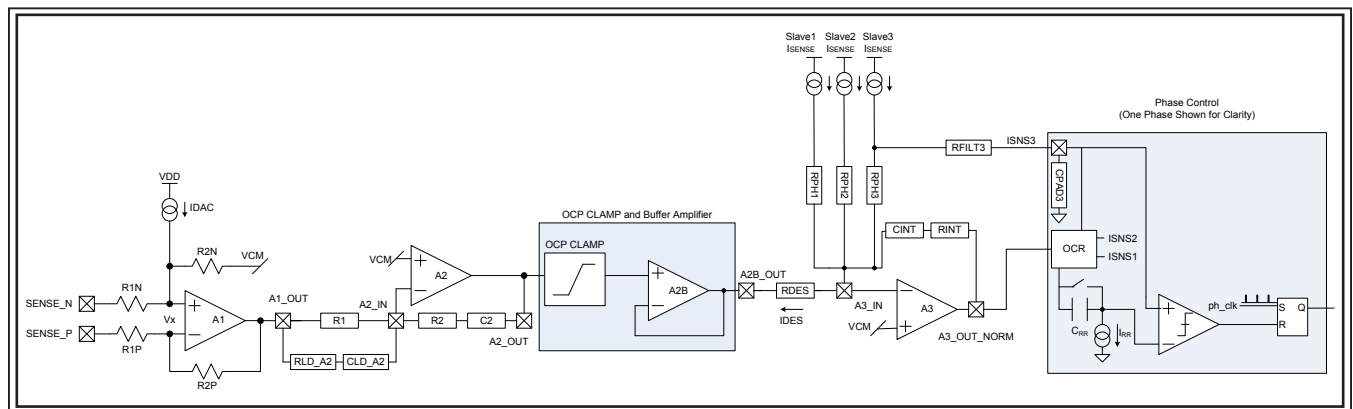 Slave1 Slave2 Slave3
ISENSE ISENSE ISENSE
Phase Control
(One Phase Shown for Clarity)
VDD
IDAC
R2N
VCM
SENSE_N
R1N
SENSE_P
R1P
Vx
A1
R2P
A1_OUT
R1
RLD_A2
CLD_A2
A2_IN
VCM
A2
R2
C2
A2_OUT
OCP CLAMP and Buffer Amplifier
OCP CLAMP
A2B
A2B_OUT
RDES
IDES
RPH1
RPH2
RPH3
RFILT3
ISNS3
CINT
RINT
A3_IN
VCM
A3
A3_OUT_NORM
CPAD3
OCR
ISNS2
ISNS1
CRR
IRR
ph_clk
S
R
Q
+
−
+
−
+
−
−
+
+
−